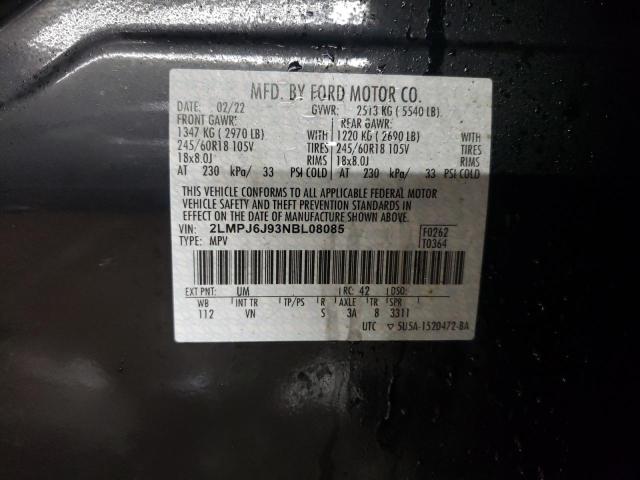 MFD. BY FORD MOTOR CO.
DATE: 02/22 GVWR: 2513 KG ( 5540 LB)
FRONT GAWR: REAR GAWR:
1347 KG ( 2970 LB) WITH 1220 KG ( 2690 LB) WITH
245/60R18 105V TIRES 245/60R18 105V TIRES
18x8.0J RIMS 18x8.0J RIMS
AT 230 kPa/ 33 PSI COLD AT 230 kPa/ 33 PSI COLD
THIS VEHICLE CONFORMS TO ALL APPLICABLE FEDERAL MOTOR
VEHICLE SAFETY AND THEFT PREVENTION STANDARDS IN
EFFECT ON THE DATE OF MANUFACTURE SHOWN ABOVE.
VIN: 2LMPJ6J93NBL08085 F0262
TYPE: MPV T0364
EXT PNT: UM RC: 42 DSO:
WB INT TR TP/PS R AXLE TR SPR
112 VN S 3A 8 3311
UTC ▽ 5U5A-1520472-BA